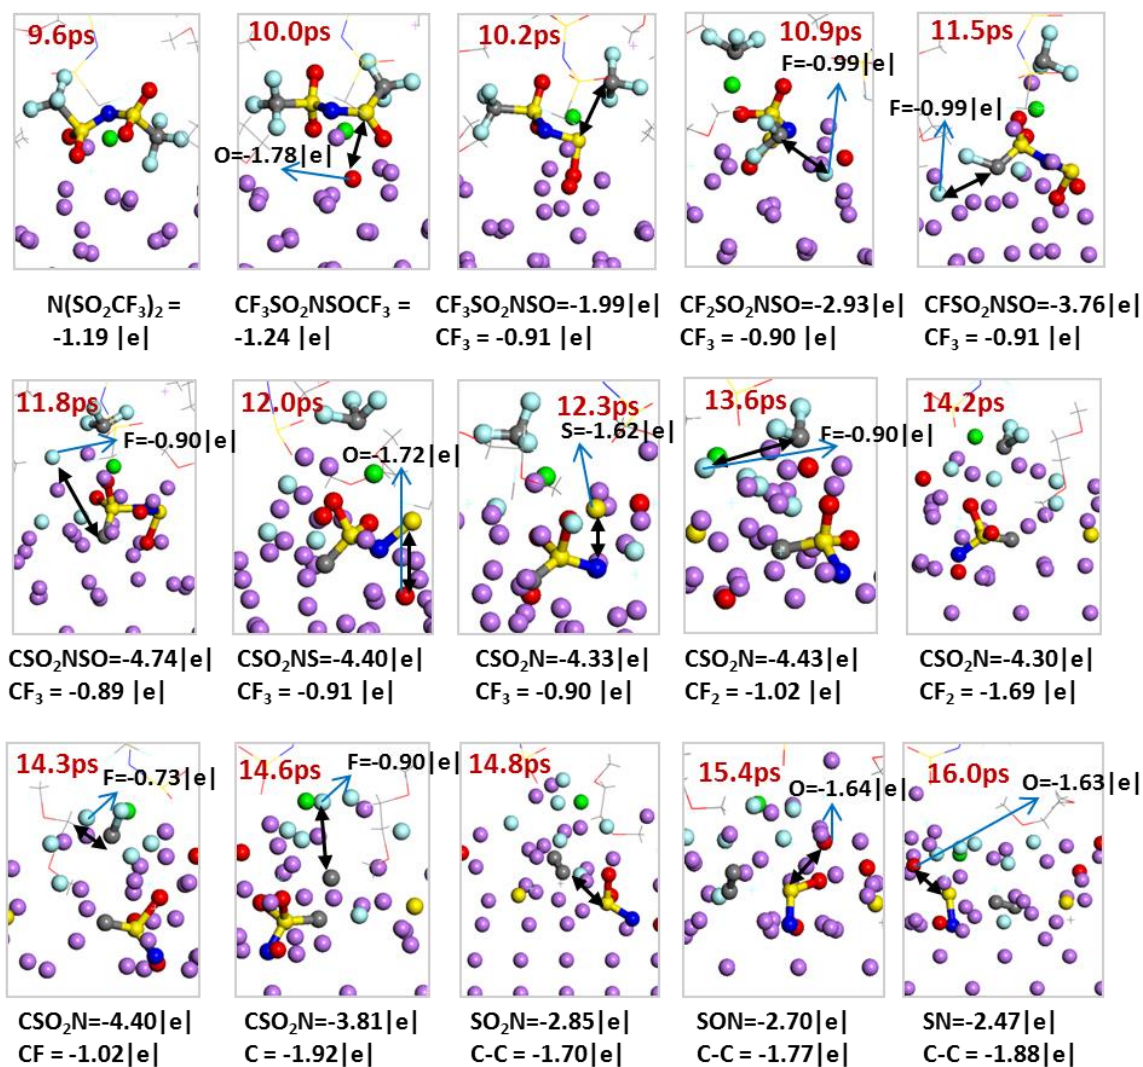 9.6ps
10.0ps
10.2ps
10.9ps
11.5ps
O=-1.78|e|
F=-0.99|e|
F=-0.99|e|
N(SO₂CF₃)₂ =
-1.19 |e|
CF₃SO₂NSOCF₃ =
-1.24 |e|
CF₃SO₂NSO=-1.99|e|
CF₃ = -0.91 |e|
CF₂SO₂NSO=-2.93|e|
CF₃ = -0.90 |e|
CFSO₂NSO=-3.76|e|
CF₃ = -0.91 |e|
11.8ps
12.0ps
12.3ps
13.6ps
14.2ps
F=-0.90|e|
O=-1.72|e|
S=-1.62|e|
F=-0.90|e|
CSO₂NSO=-4.74|e|
CF₃ = -0.89 |e|
CSO₂NS=-4.40|e|
CF₃ = -0.91 |e|
CSO₂N=-4.33|e|
CF₃ = -0.90 |e|
CSO₂N=-4.43|e|
CF₂ = -1.02 |e|
CSO₂N=-4.30|e|
CF₂ = -1.69 |e|
14.3ps
14.6ps
14.8ps
15.4ps
16.0ps
F=-0.73|e|
F=-0.90|e|
O=-1.64|e|
O=-1.63|e|
CSO₂N=-4.40|e|
CF = -1.02|e|
CSO₂N=-3.81|e|
C = -1.92|e|
SO₂N=-2.85|e|
C-C = -1.70|e|
SON=-2.70|e|
C-C = -1.77|e|
SN=-2.47|e|
C-C = -1.88|e|